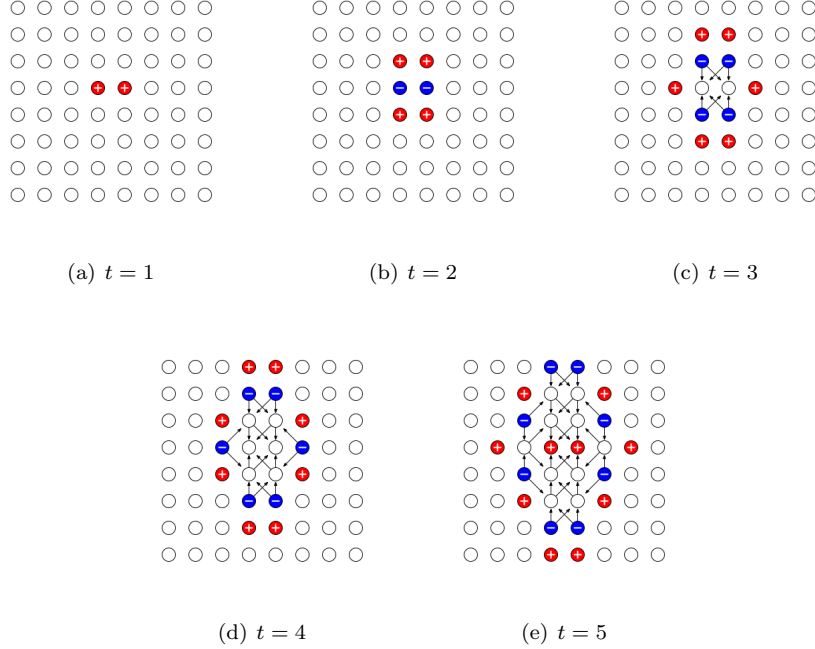 (a) t = 1
(b) t = 2
(c) t = 3
(d) t = 4
(e) t = 5